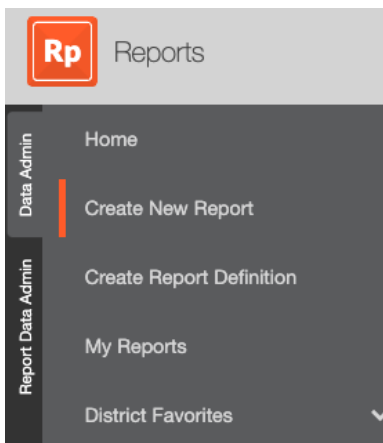 Rp Reports
Data Admin
Report Data Admin
Home
Create New Report
Create Report Definition
My Reports
District Favorites